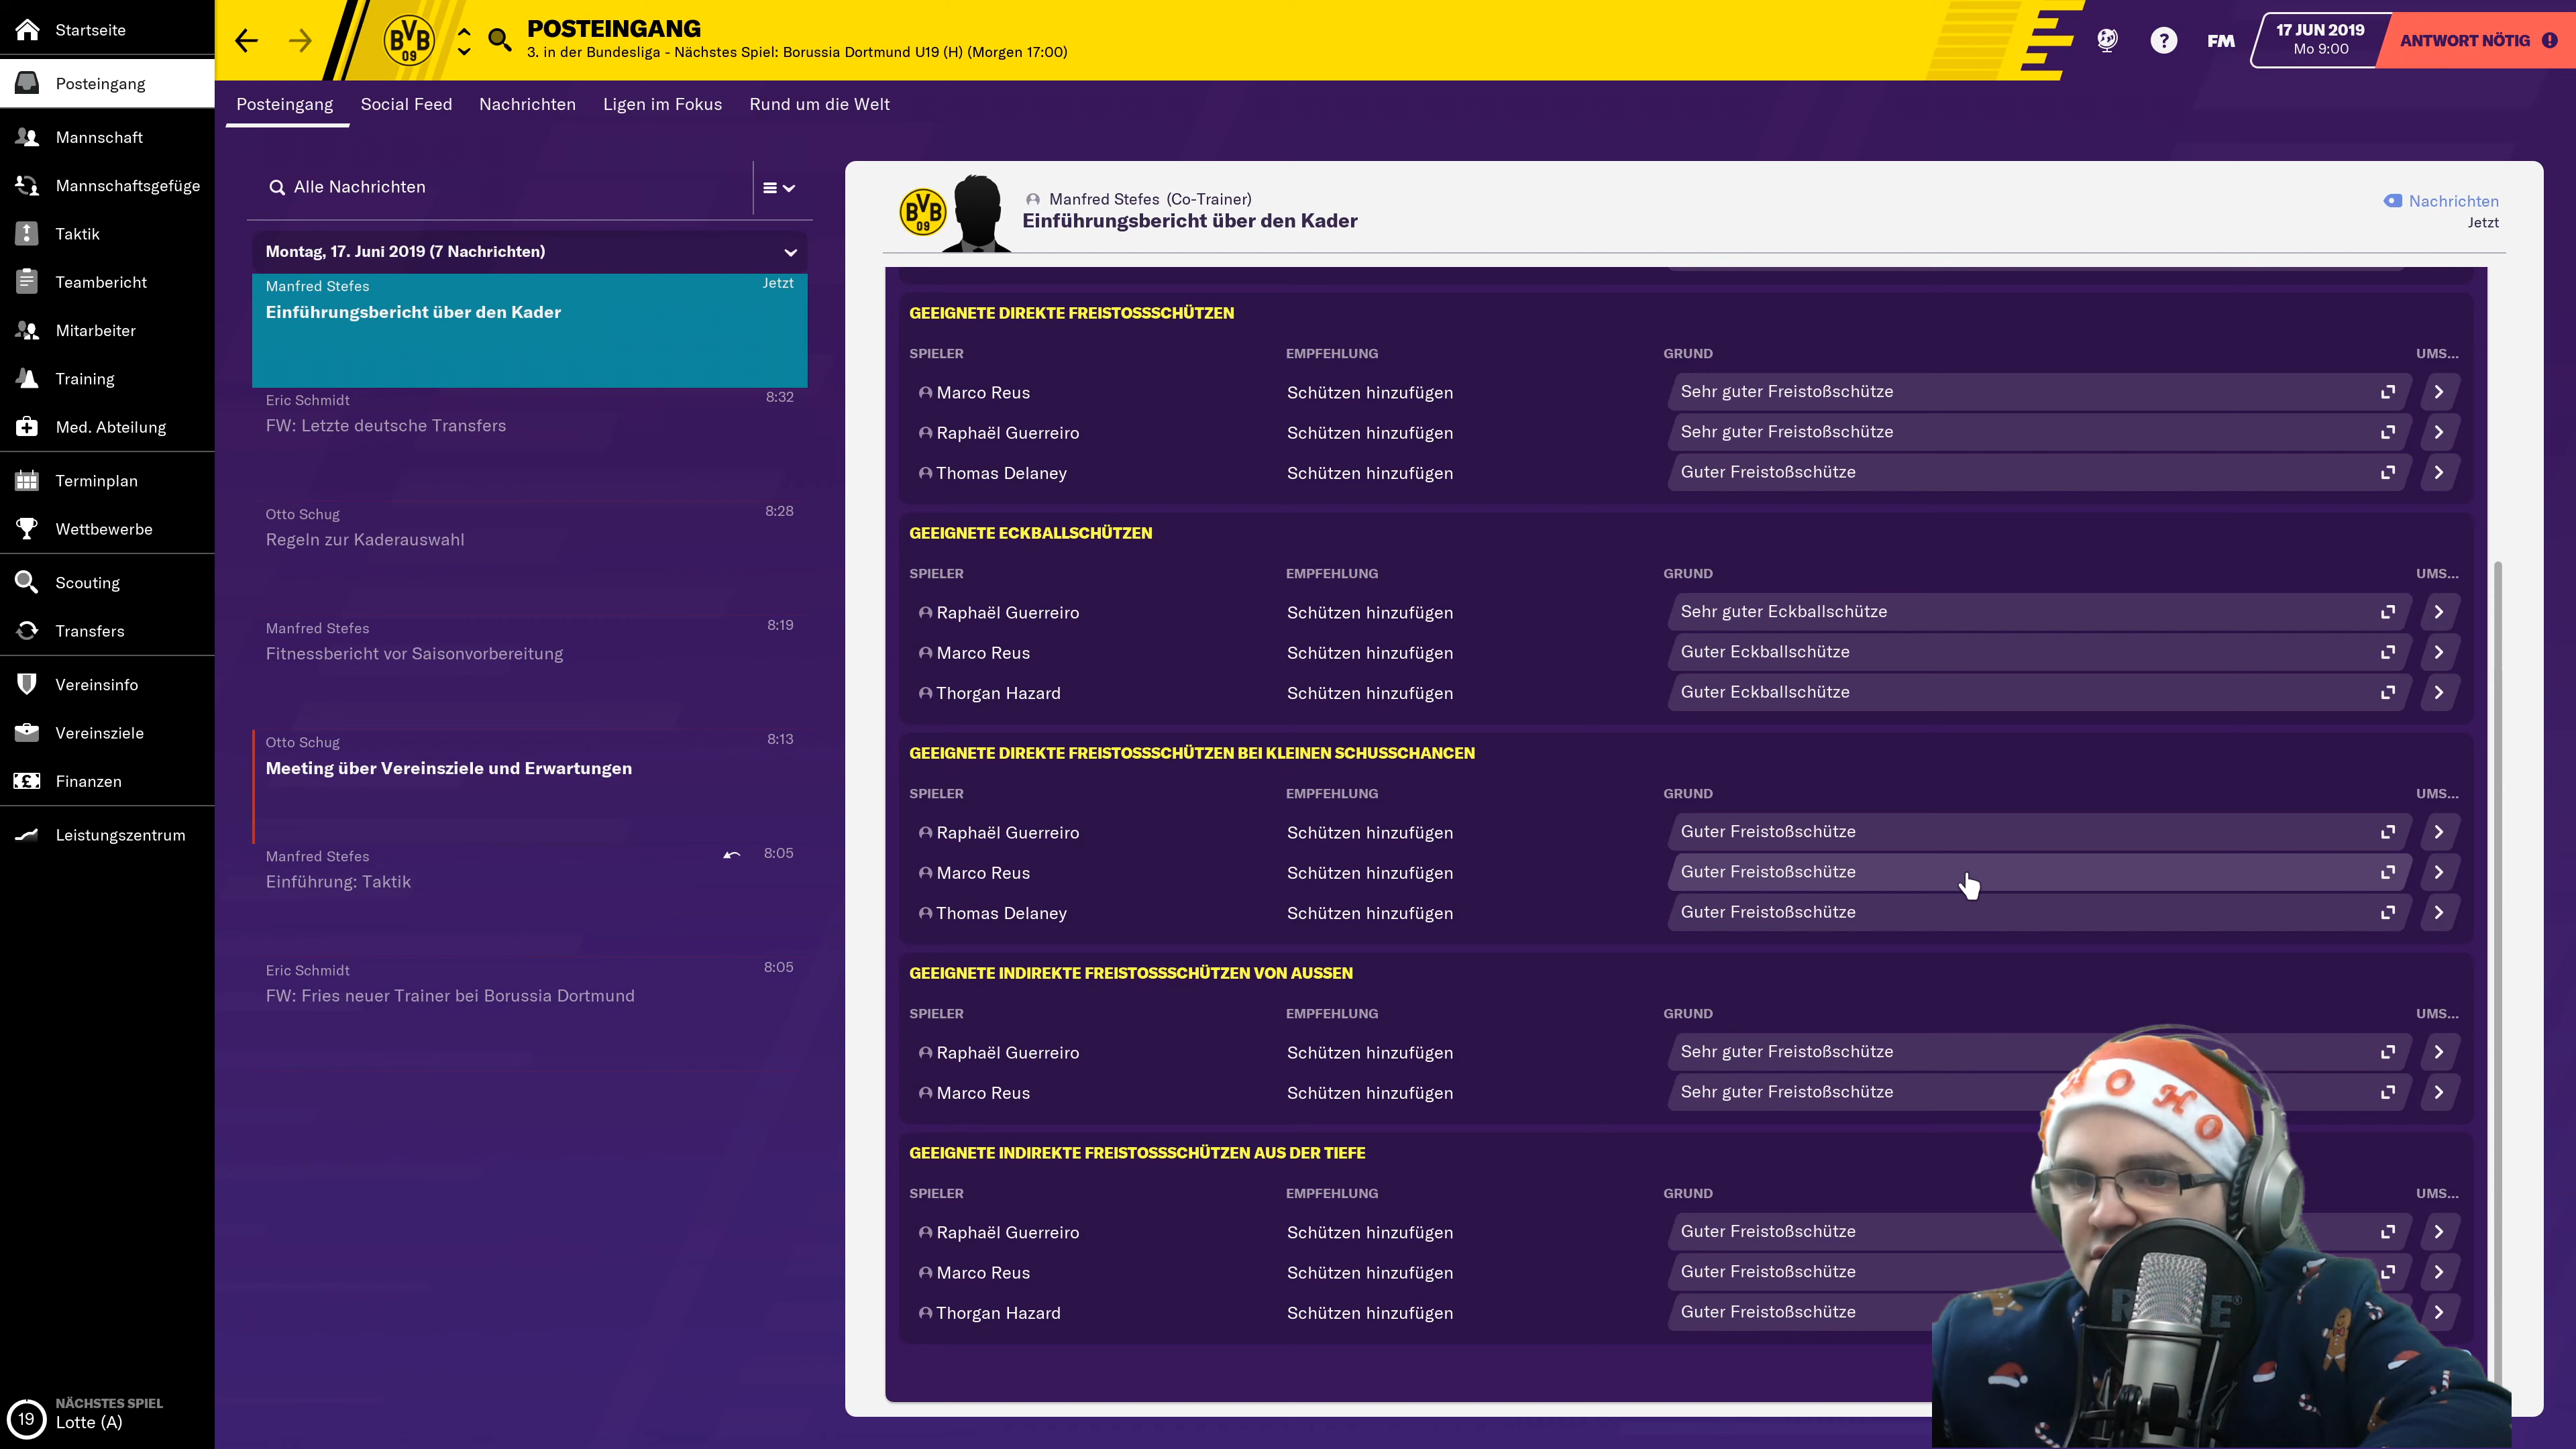 Startseite
Posteingang
Mannschaft
Mannschaftsgefüge
Taktik
Teambericht
Mitarbeiter
Training
Med. Abteilung
Terminplan
Wettbewerbe
Scouting
Transfers
Vereinsinfo
Vereinsziele
Finanzen
Leistungszentrum
NÄCHSTES SPIEL
19 Lotte (A)
BVB 09
POSTEINGANG
3. in der Bundesliga - Nächstes Spiel: Borussia Dortmund U19 (H) (Morgen 17:00)
? FM
17 JUN 2019
Mo 9:00
ANTWORT NÖTIG
Posteingang Social Feed Nachrichten Ligen im Fokus Rund um die Welt
Alle Nachrichten
Montag, 17. Juni 2019 (7 Nachrichten)
Manfred Stefes Jetzt
Einführungsbericht über den Kader
Eric Schmidt 8:32
FW: Letzte deutsche Transfers
Otto Schug 8:28
Regeln zur Kaderauswahl
Manfred Stefes 8:19
Fitnessbericht vor Saisonvorbereitung
Otto Schug 8:13
Meeting über Vereinsziele und Erwartungen
Manfred Stefes 8:05
Einführung: Taktik
Eric Schmidt 8:05
FW: Fries neuer Trainer bei Borussia Dortmund
BVB 09
Manfred Stefes (Co-Trainer)
Einführungsbericht über den Kader
Nachrichten
Jetzt
GEEIGNETE DIREKTE FREISTOSSSCHÜTZEN
SPIELER EMPFEHLUNG GRUND UMS...
Marco Reus Schützen hinzufügen Sehr guter Freistoßschütze
Raphaël Guerreiro Schützen hinzufügen Sehr guter Freistoßschütze
Thomas Delaney Schützen hinzufügen Guter Freistoßschütze
GEEIGNETE ECKBALLSCHÜTZEN
SPIELER EMPFEHLUNG GRUND UMS...
Raphaël Guerreiro Schützen hinzufügen Sehr guter Eckballschütze
Marco Reus Schützen hinzufügen Guter Eckballschütze
Thorgan Hazard Schützen hinzufügen Guter Eckballschütze
GEEIGNETE DIREKTE FREISTOSSSCHÜTZEN BEI KLEINEN SCHUSSCHANCEN
SPIELER EMPFEHLUNG GRUND UMS...
Raphaël Guerreiro Schützen hinzufügen Guter Freistoßschütze
Marco Reus Schützen hinzufügen Guter Freistoßschütze
Thomas Delaney Schützen hinzufügen Guter Freistoßschütze
GEEIGNETE INDIREKTE FREISTOSSSCHÜTZEN VON AUSSEN
SPIELER EMPFEHLUNG GRUND UMS...
Raphaël Guerreiro Schützen hinzufügen Sehr guter Freistoßschütze
Marco Reus Schützen hinzufügen Sehr guter Freistoßschütze
GEEIGNETE INDIREKTE FREISTOSSSCHÜTZEN AUS DER TIEFE
SPIELER EMPFEHLUNG GRUND UMS...
Raphaël Guerreiro Schützen hinzufügen Guter Freistoßschütze
Marco Reus Schützen hinzufügen Guter Freistoßschütze
Thorgan Hazard Schützen hinzufügen Guter Freistoßschütze
HO HO